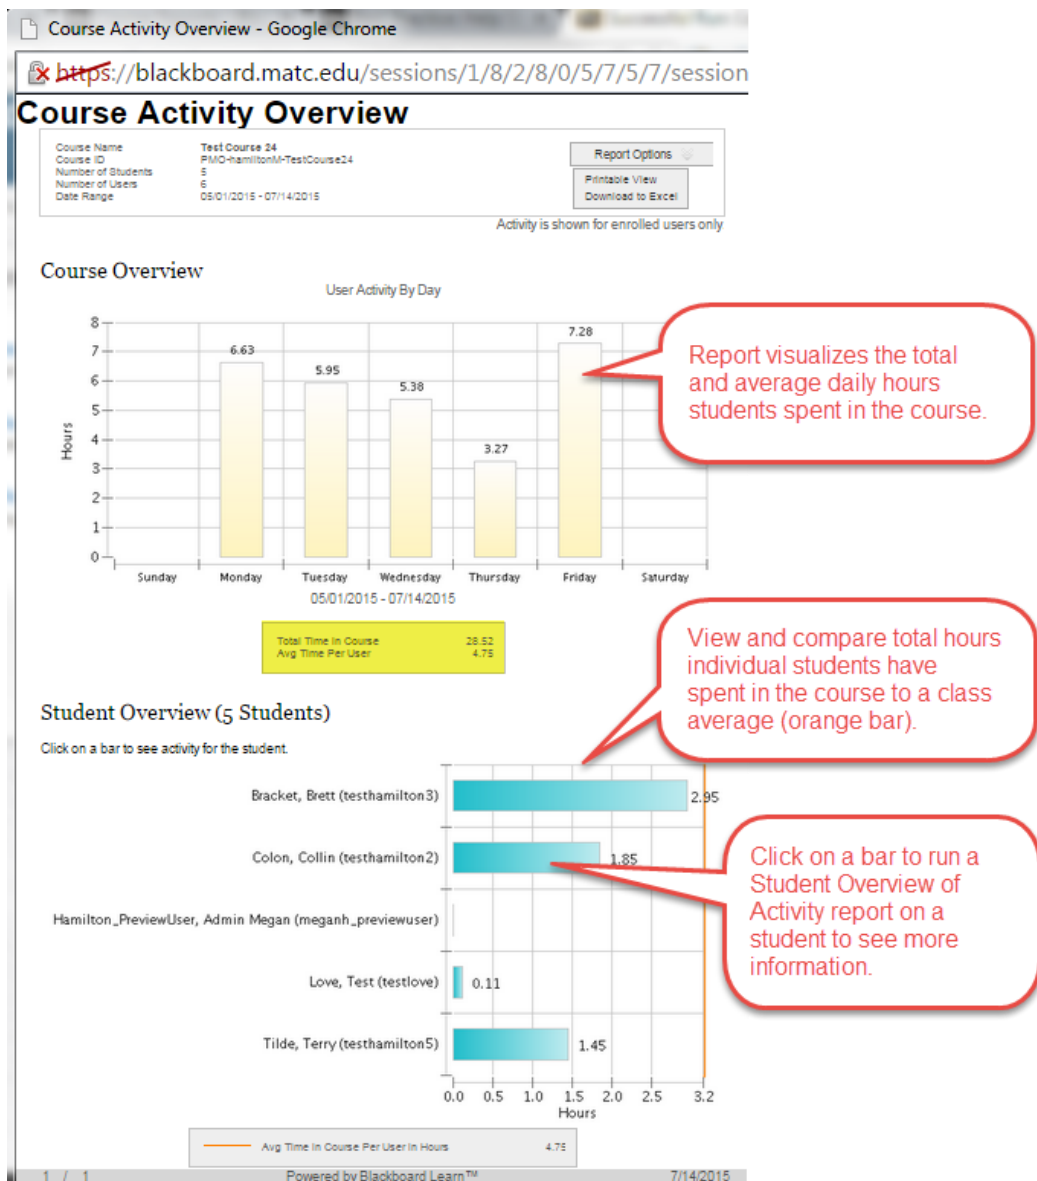 Course Activity Overview - Google Chrome
https://blackboard.matc.edu/sessions/1/8/2/8/0/5/7/5/7/session
Course Activity Overview
Course Name Test Course 24
Course ID PMO-hamiltonM-TestCourse24
Number of Students 5
Number of Users 6
Date Range 05/01/2015 - 07/14/2015
Report Options
Printable View
Download to Excel
Activity is shown for enrolled users only
Course Overview
User Activity By Day
Hours
8
7
6
5
4
3
2
1
0
6.63
5.95
5.38
3.27
7.28
Sunday Monday Tuesday Wednesday Thursday Friday Saturday
05/01/2015 - 07/14/2015
Report visualizes the total
and average daily hours
students spent in the course.
Total Time in Course 28.52
Avg Time Per User 4.75
View and compare total hours
individual students have
spent in the course to a class
average (orange bar).
Student Overview (5 Students)
Click on a bar to see activity for the student.
Bracket, Brett (testhamilton3) 2.95
Colon, Collin (testhamilton2) 1.85
Hamilton_PreviewUser, Admin Megan (meganh_previewuser)
Love, Test (testlove) 0.11
Tilde, Terry (testhamilton5) 1.45
0.0 0.5 1.0 1.5 2.0 2.5 3.2
Hours
Click on a bar to run a
Student Overview of
Activity report on a
student to see more
information.
Avg Time in Course Per User in Hours 4.75
1 / 1 Powered by Blackboard Learn™ 7/14/2015